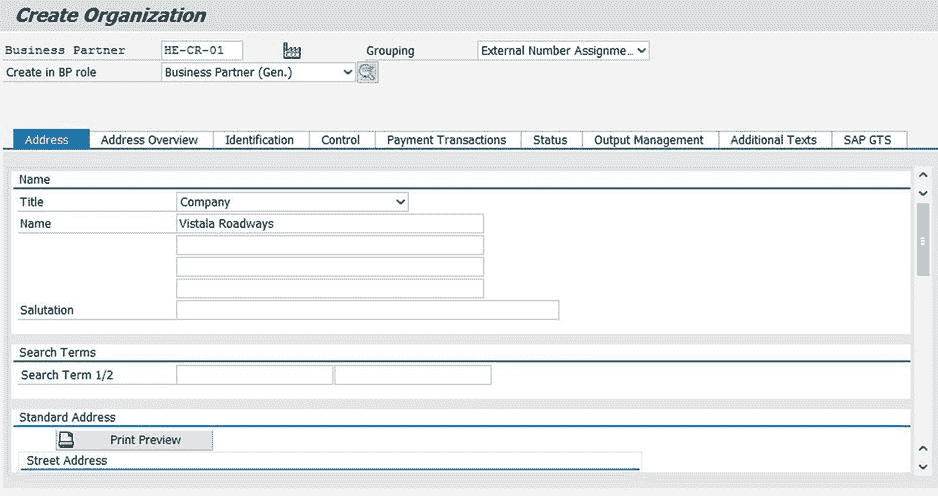 Create Organization
Business Partner HE-CR-01 Grouping External Number Assignme...
Create in BP role Business Partner (Gen.)
Address Address Overview Identification Control Payment Transactions Status Output Management Additional Texts SAP GTS
Name
Title Company
Name Vistala Roadways
Salutation
Search Terms
Search Term 1/2
Standard Address
Print Preview
Street Address